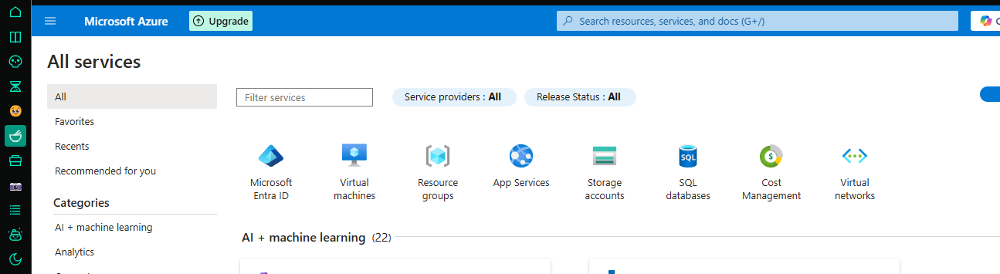 Microsoft Azure
Upgrade
Search resources, services, and docs (G+/)
All services
All
Favorites
Recents
Recommended for you
Categories
AI + machine learning
Analytics
Filter services
Service providers : All
Release Status : All
Microsoft
Entra ID
Virtual
machines
Resource
groups
App Services
Storage
accounts
SQL
databases
Cost
Management
Virtual
networks
AI + machine learning (22)